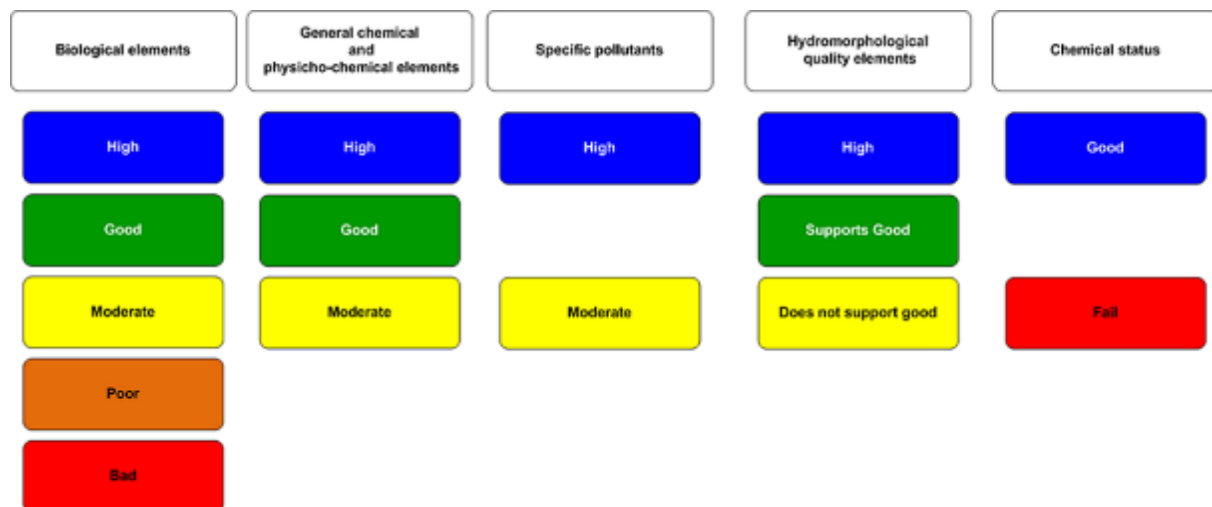 Biological elements
General chemical
and
physicho-chemical elements
Specific pollutants
Hydromorphological
quality elements
Chemical status
High
High
High
High
Good
Good
Good
Supports Good
Moderate
Moderate
Moderate
Does not support good
Fail
Poor
Bad